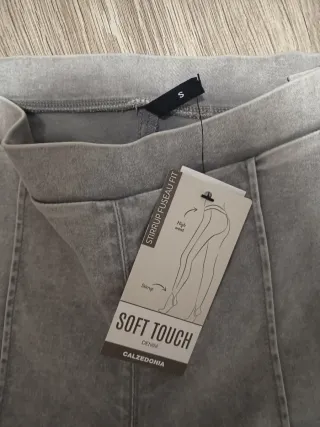 S
STIRRUP FUSEAU FIT
High
waist
Stirrup
SOFT TOUCH
DENIM
CALZEDONIA